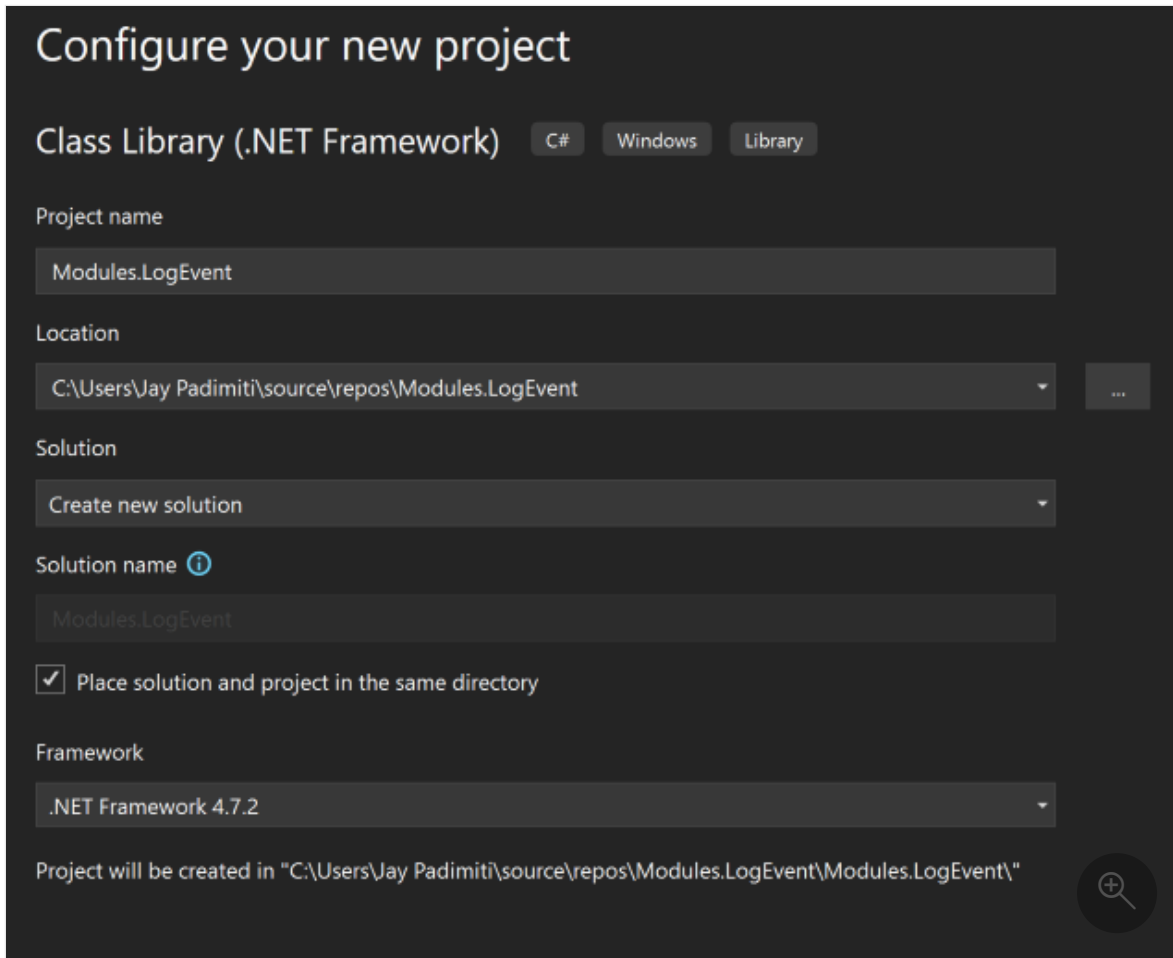 Configure your new project
Class Library (.NET Framework) C# Windows Library
Project name
Modules.LogEvent
Location
C:\Users\Jay Padimiti\source\repos\Modules.LogEvent ...
Solution
Create new solution
Solution name
Modules.LogEvent
Place solution and project in the same directory
Framework
.NET Framework 4.7.2
Project will be created in "C:\Users\Jay Padimiti\source\repos\Modules.LogEvent\Modules.LogEvent\"